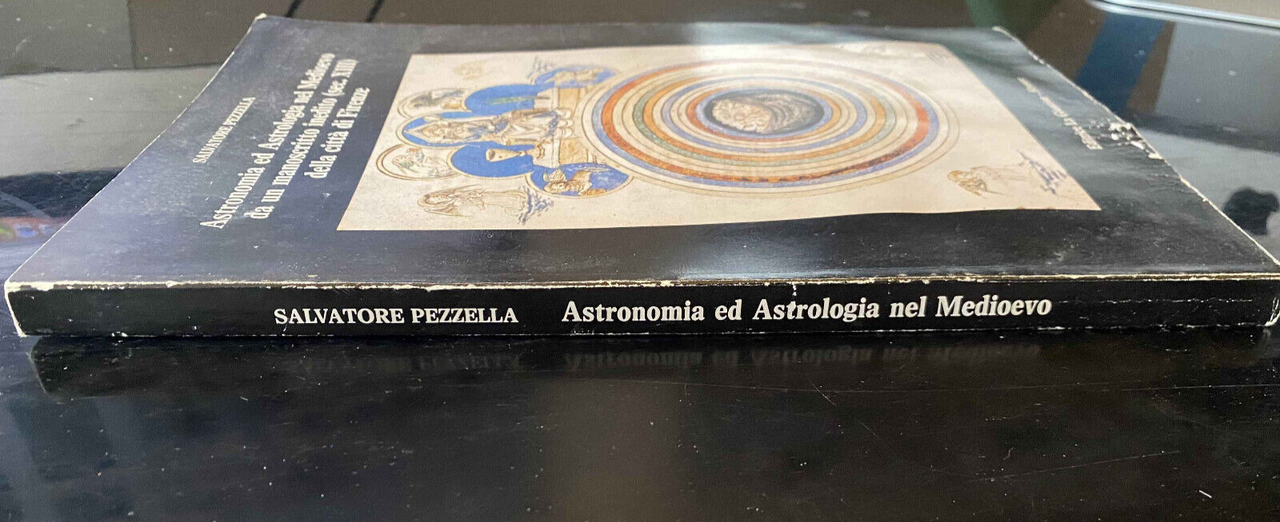 SALVATORE PEZZELLA
Astronomia ed Astrologia nel Medioevo
da un manoscritto inedito (sec. XIII)
della città di Firenze
SALVATORE PEZZELLA Astronomia ed Astrologia nel Medioevo